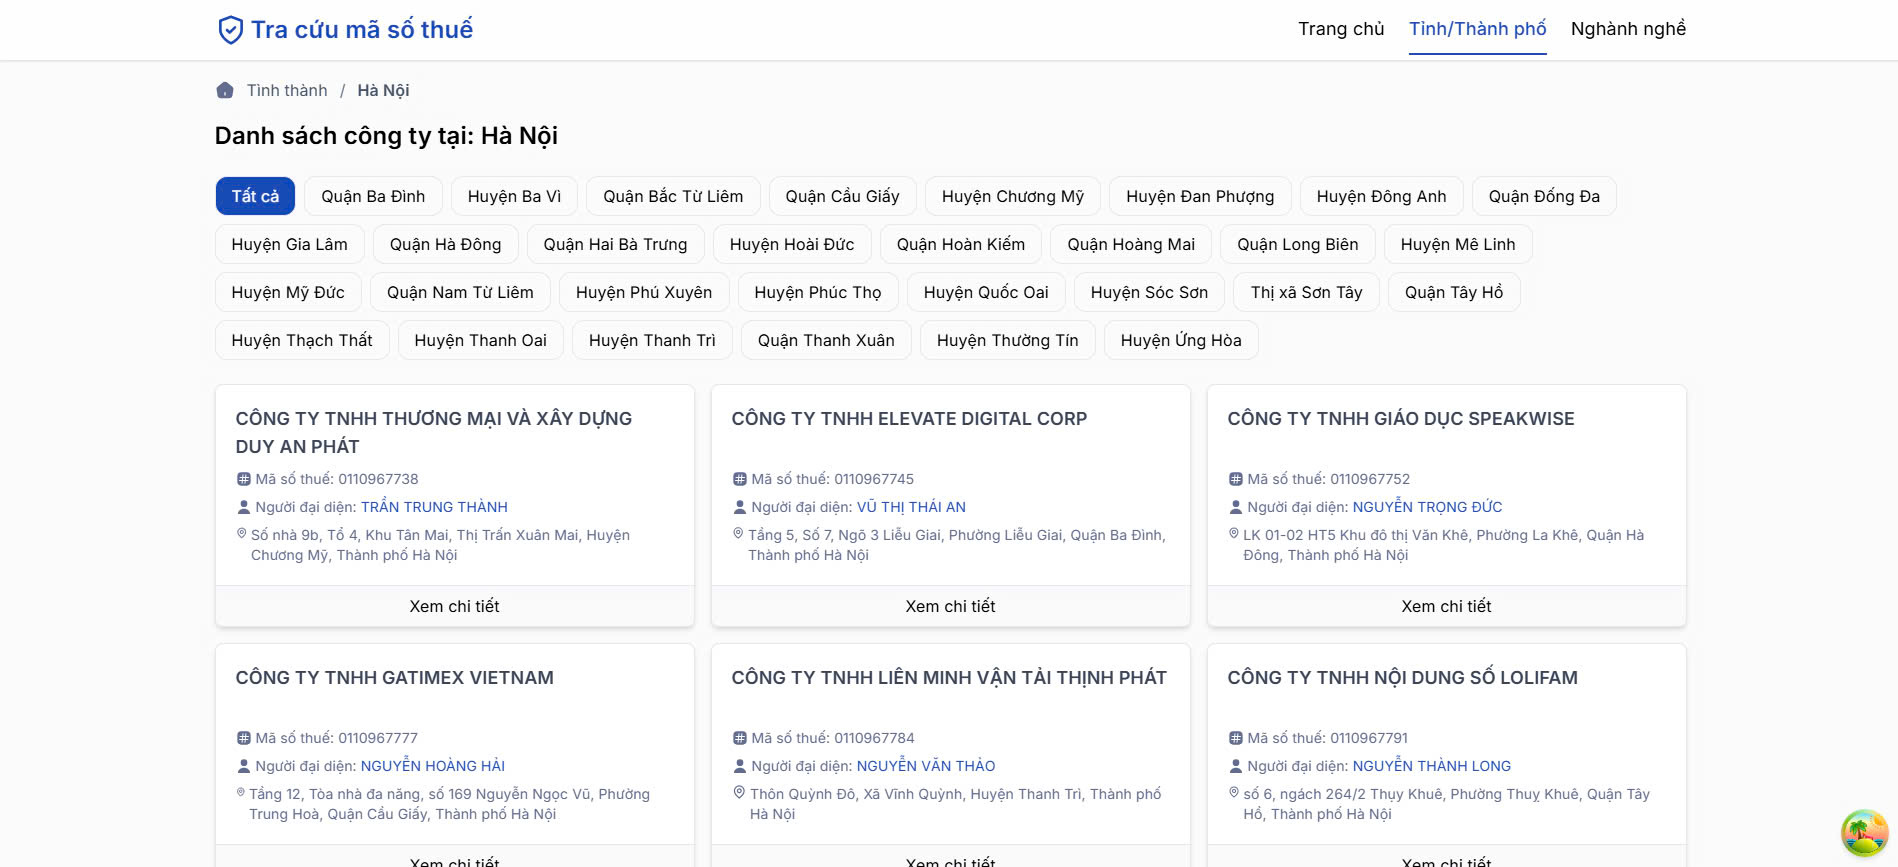 Tra cứu mã số thuế
Trang chủ
Tỉnh/Thành phố
Nghành nghề
Tỉnh thành / Hà Nội
Danh sách công ty tại: Hà Nội
Tất cả
Quận Ba Đình
Huyện Ba Vì
Quận Bắc Từ Liêm
Quận Cầu Giấy
Huyện Chương Mỹ
Huyện Đan Phượng
Huyện Đông Anh
Quận Đống Đa
Huyện Gia Lâm
Quận Hà Đông
Quận Hai Bà Trưng
Huyện Hoài Đức
Quận Hoàn Kiếm
Quận Hoàng Mai
Quận Long Biên
Huyện Mê Linh
Huyện Mỹ Đức
Quận Nam Từ Liêm
Huyện Phú Xuyên
Huyện Phúc Thọ
Huyện Quốc Oai
Huyện Sóc Sơn
Thị xã Sơn Tây
Quận Tây Hồ
Huyện Thạch Thất
Huyện Thanh Oai
Huyện Thanh Trì
Quận Thanh Xuân
Huyện Thường Tín
Huyện Ứng Hòa
CÔNG TY TNHH THƯƠNG MẠI VÀ XÂY DỰNG
DUY AN PHÁT
Mã số thuế: 0110967738
Người đại diện: TRẦN TRUNG THÀNH
Số nhà 9b, Tổ 4, Khu Tân Mai, Thị Trấn Xuân Mai, Huyện
Chương Mỹ, Thành phố Hà Nội
Xem chi tiết
CÔNG TY TNHH ELEVATE DIGITAL CORP
Mã số thuế: 0110967745
Người đại diện: VŨ THỊ THÁI AN
Tầng 5, Số 7, Ngõ 3 Liễu Giai, Phường Liễu Giai, Quận Ba Đình,
Thành phố Hà Nội
Xem chi tiết
CÔNG TY TNHH GIÁO DỤC SPEAKWISE
Mã số thuế: 0110967752
Người đại diện: NGUYỄN TRỌNG ĐỨC
LK 01-02 HT5 Khu đô thị Văn Khê, Phường La Khê, Quận Hà
Đông, Thành phố Hà Nội
Xem chi tiết
CÔNG TY TNHH GATIMEX VIETNAM
Mã số thuế: 0110967777
Người đại diện: NGUYỄN HOÀNG HẢI
Tầng 12, Tòa nhà đa năng, số 169 Nguyễn Ngọc Vũ, Phường
Trung Hoà, Quận Cầu Giấy, Thành phố Hà Nội
Xem chi tiết
CÔNG TY TNHH LIÊN MINH VẬN TẢI THỊNH PHÁT
Mã số thuế: 0110967784
Người đại diện: NGUYỄN VĂN THẢO
Thôn Quỳnh Đô, Xã Vĩnh Quỳnh, Huyện Thanh Trì, Thành phố
Hà Nội
Xem chi tiết
CÔNG TY TNHH NỘI DUNG SỐ LOLIFAM
Mã số thuế: 0110967791
Người đại diện: NGUYỄN THÀNH LONG
số 6, ngách 264/2 Thụy Khuê, Phường Thuỵ Khuê, Quận Tây
Hồ, Thành phố Hà Nội
Xem chi tiết